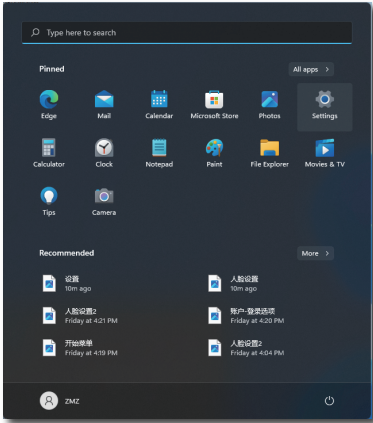 Type here to search
Pinned
All apps >
Edge
Mail
Calendar
Microsoft Store
Photos
Settings
Calculator
Clock
Notepad
Paint
File Explorer
Movies & TV
Tips
Camera
Recommended
More >
设置
10m ago
人脸设置
10m ago
人脸设置2
Friday at 4:21 PM
账户-登录选项
Friday at 4:20 PM
开始菜单
Friday at 4:19 PM
人脸设置2
Friday at 4:04 PM
ZMZ